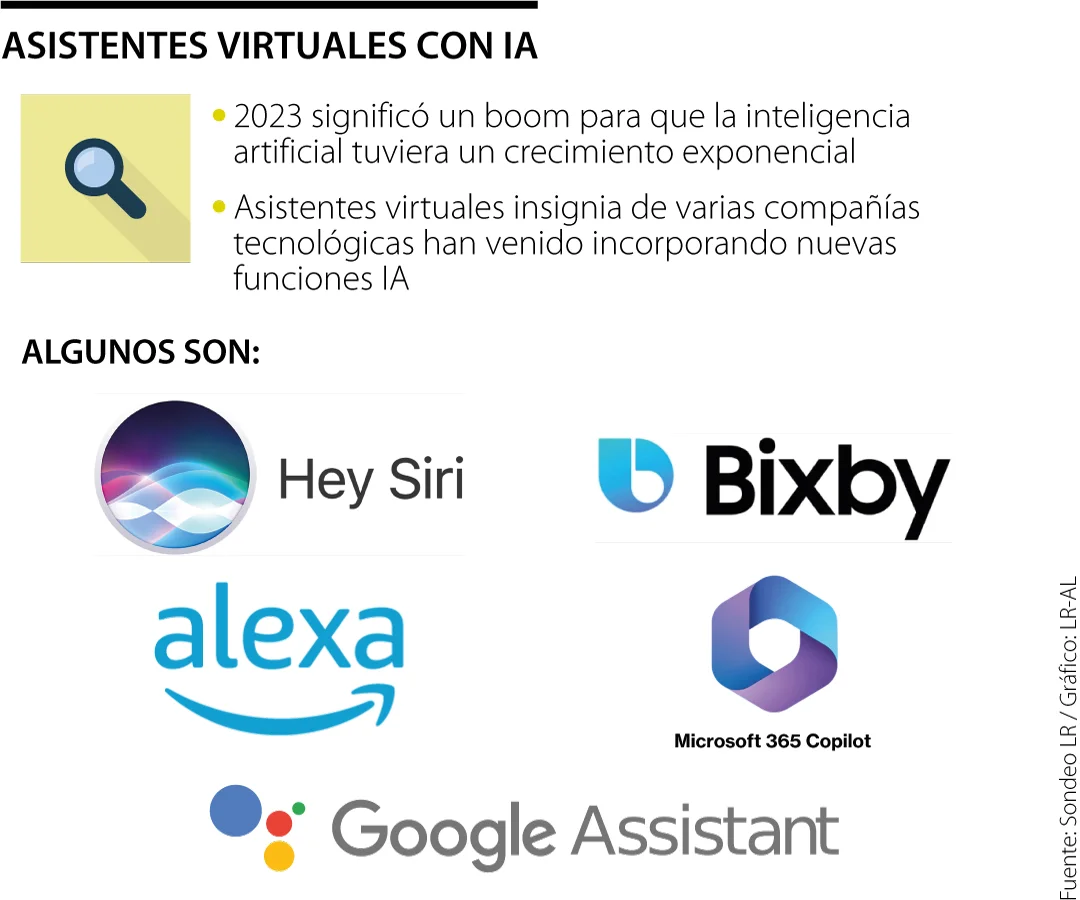 ASISTENTES VIRTUALES CON IA
• 2023 significó un boom para que la inteligencia
artificial tuviera un crecimiento exponencial
• Asistentes virtuales insignia de varias compañías
tecnológicas han venido incorporando nuevas
funciones IA
ALGUNOS SON:
Hey Siri
Bixby
alexa
Microsoft 365 Copilot
Google Assistant
Fuente: Sondeo LR / Gráfico: LR-AL